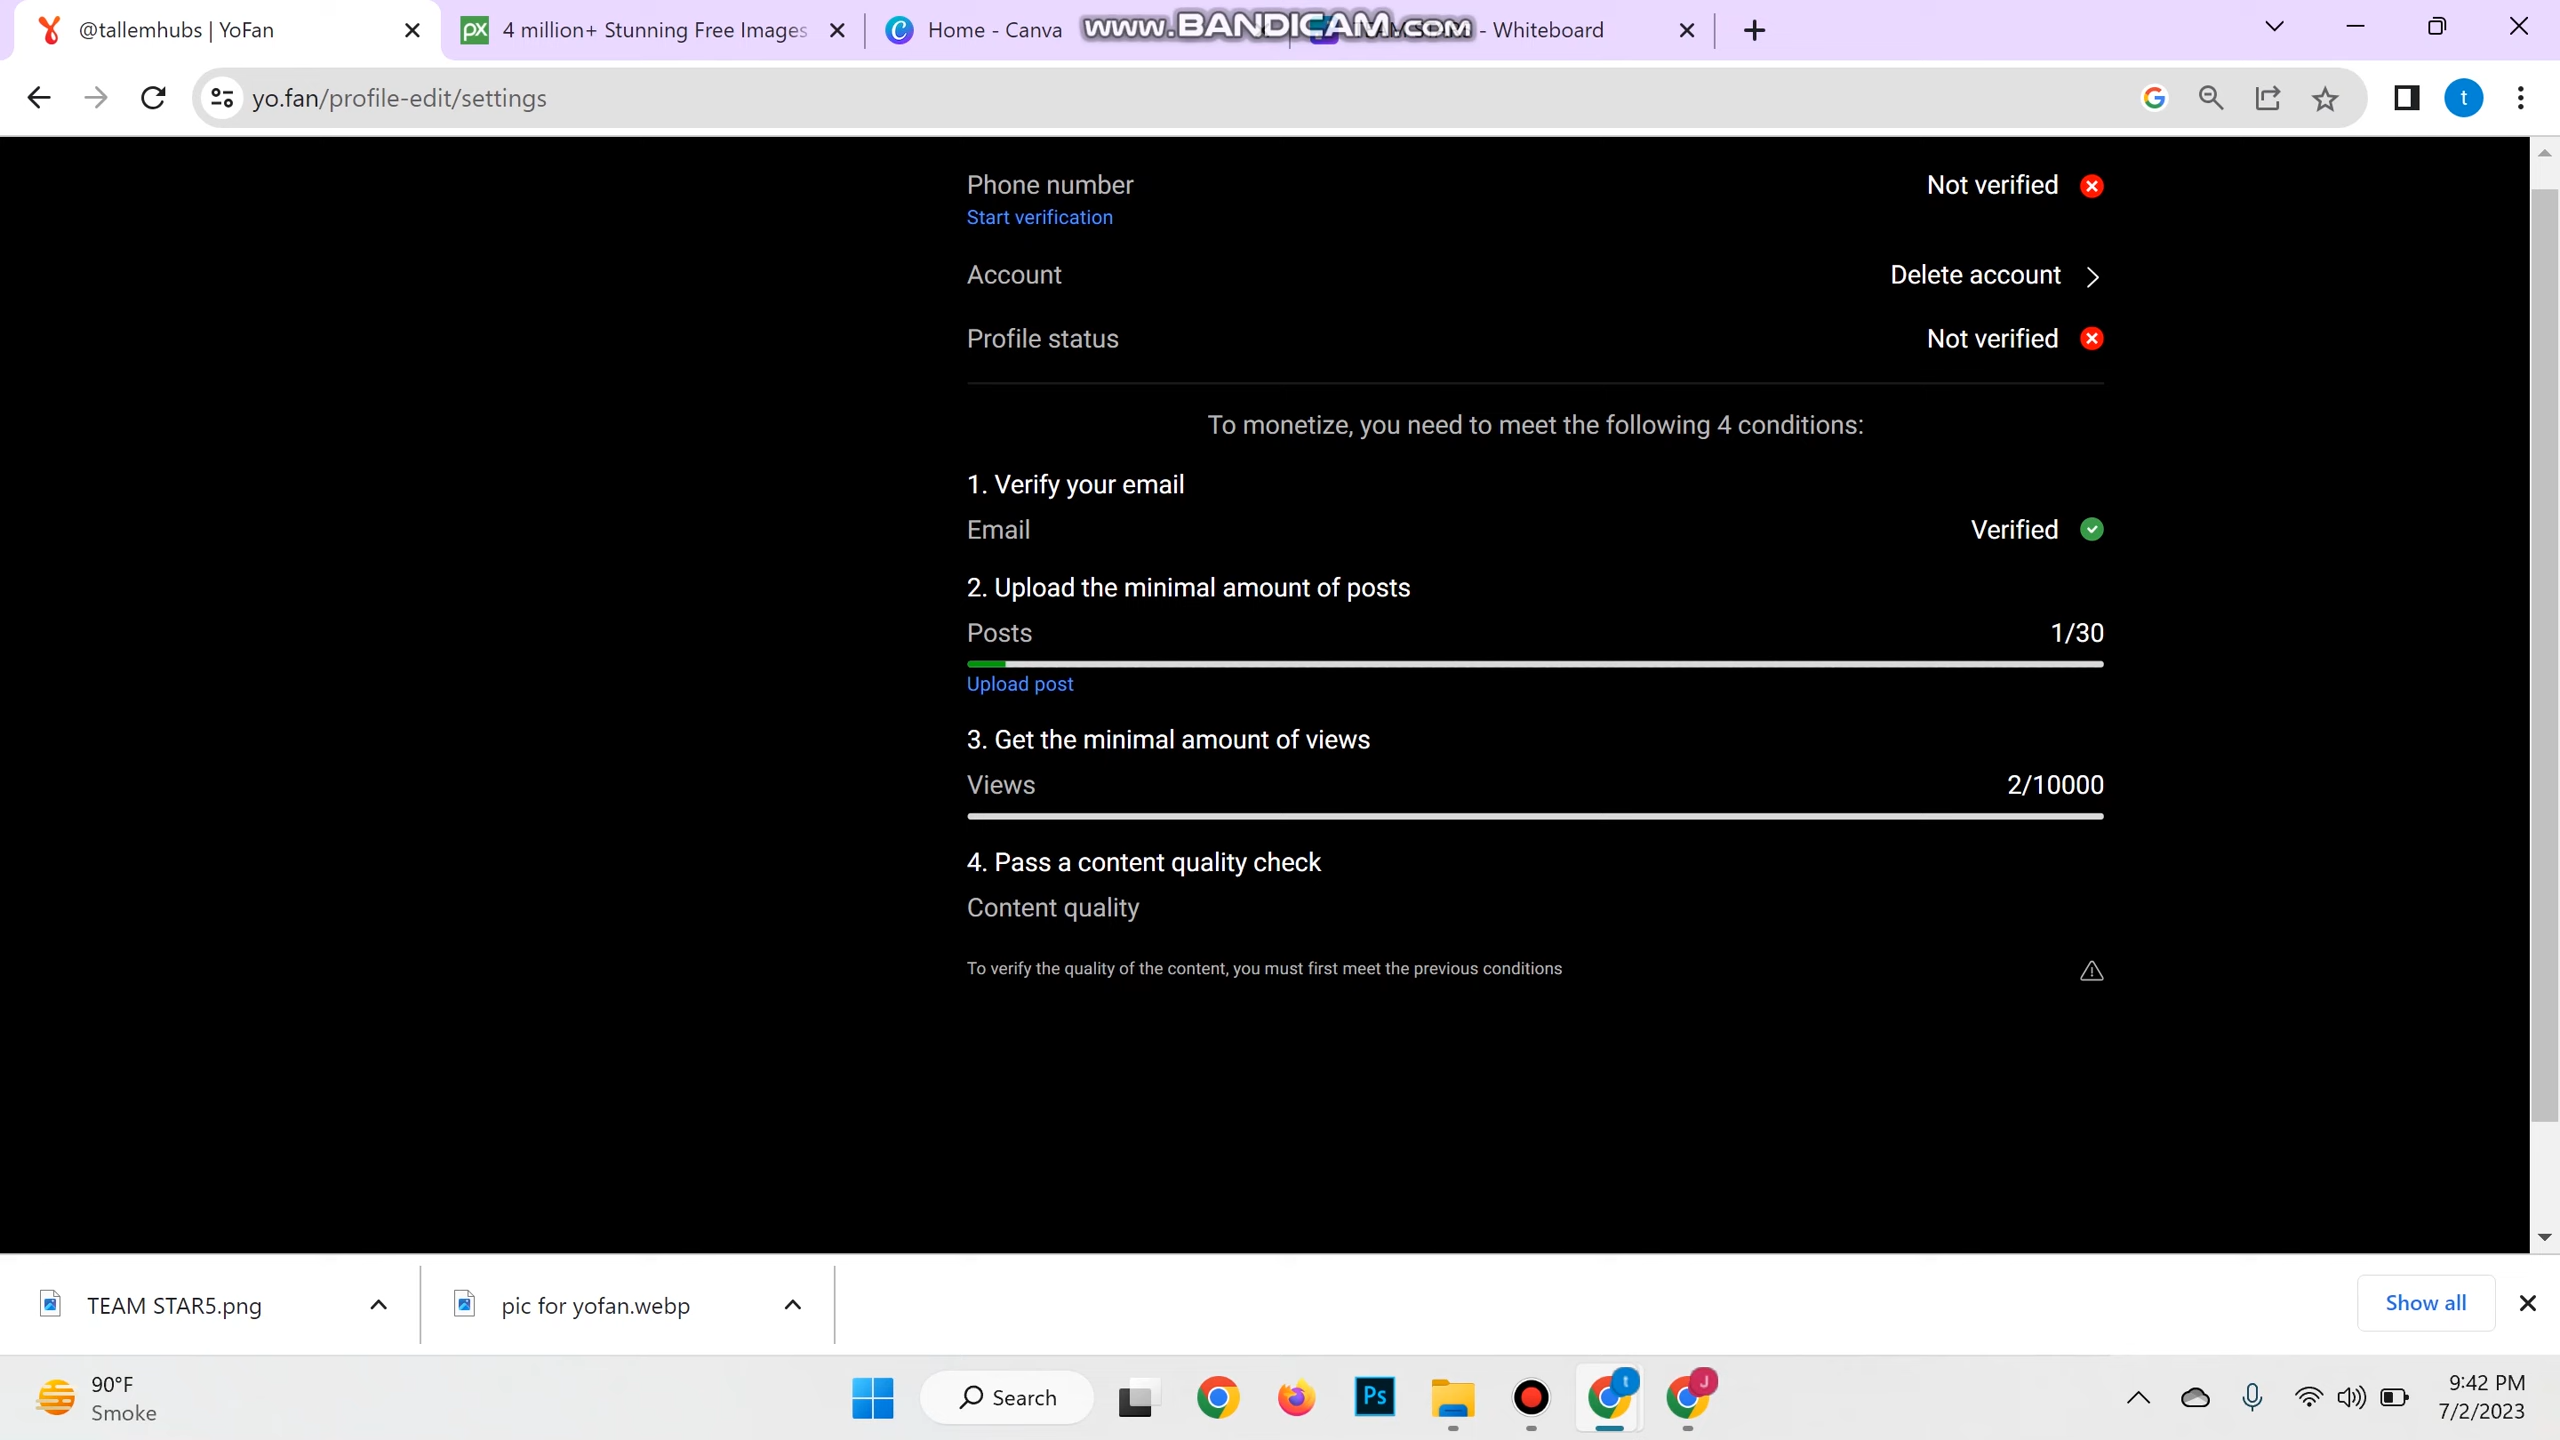 @tallemhubs | YoFan
4 million+ Stunning Free Images
Home - Canva
www.BANDICAM.com
- Whiteboard
yo.fan/profile-edit/settings
t
Phone number
Not verified
Start verification
Account
Delete account
Profile status
Not verified
To monetize, you need to meet the following 4 conditions:
1. Verify your email
Email
Verified
2. Upload the minimal amount of posts
Posts
1/30
Upload post
3. Get the minimal amount of views
Views
2/10000
4. Pass a content quality check
Content quality
To verify the quality of the content, you must first meet the previous conditions
TEAM STAR5.png
pic for yofan.webp
Show all
90°F
Smoke
Search
Ps
t
J
9:42 PM
7/2/2023